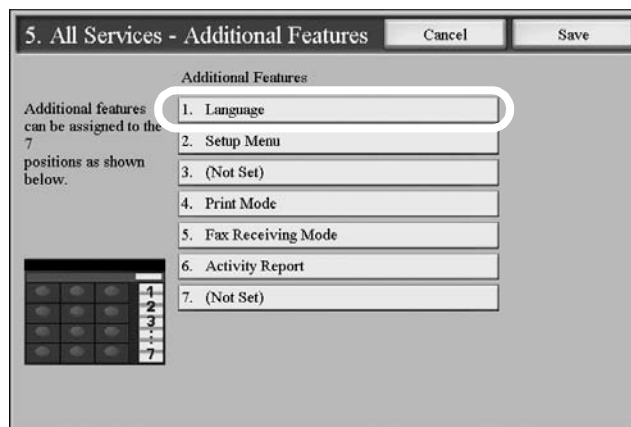 5. All Services - Additional Features
Cancel
Save
Additional Features
Additional features
can be assigned to the
7
positions as shown
below.
1. Language
2. Setup Menu
3. (Not Set)
4. Print Mode
5. Fax Receiving Mode
6. Activity Report
7. (Not Set)
1
2
3
7